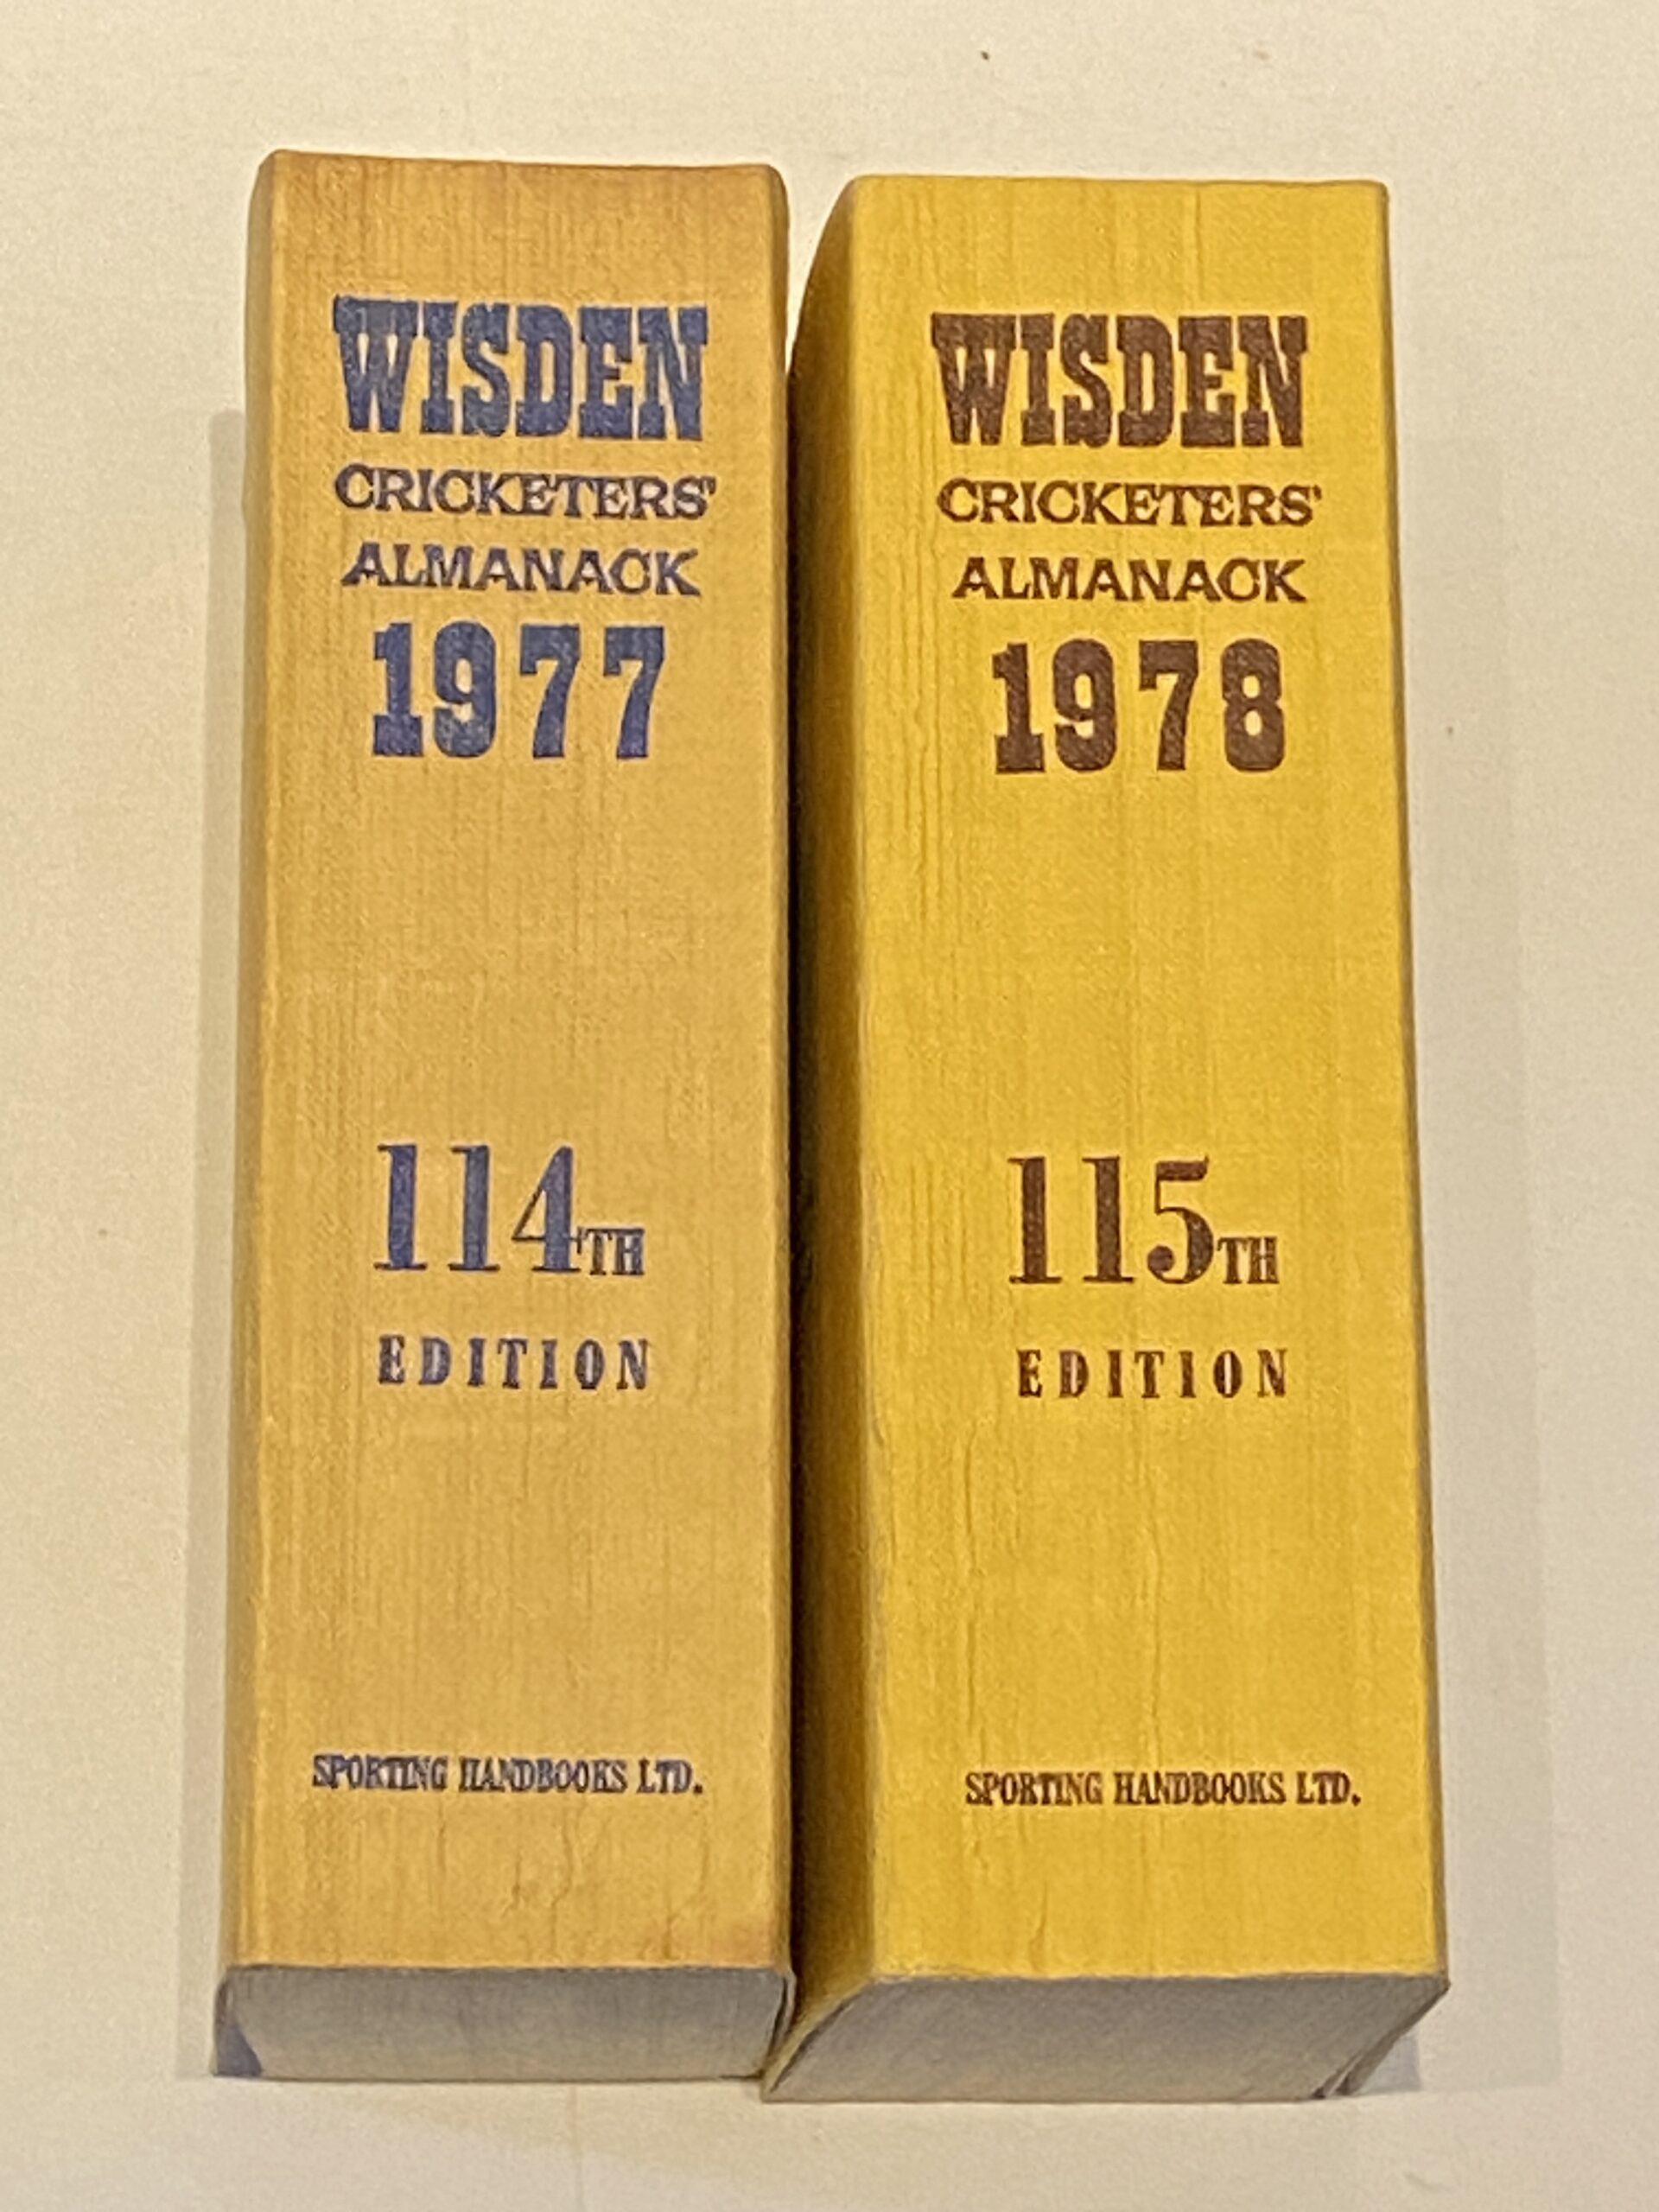 WISDEN
CRICKETERS'
ALMANACK
1977
114TH
EDITION
SPORTING HANDBOOKS LTD.
WISDEN
CRICKETERS'
ALMANACK
1978
115TH
EDITION
SPORTING HANDBOOKS LTD.